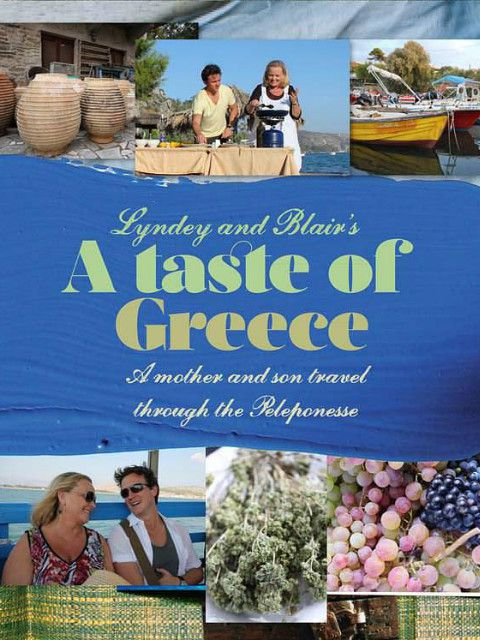 Lyndey and Blair's
A taste of
Greece
A mother and son travel
through the Peleponesse